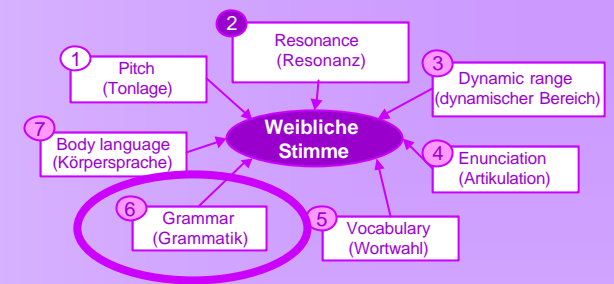 2
Resonance
(Resonanz)
1
Pitch
(Tonlage)
3
Dynamic range
(dynamischer Bereich)
7
Body language
(Körpersprache)
Weibliche
Stimme
4
Enunciation
(Artikulation)
6
Grammar
(Grammatik)
5
Vocabulary
(Wortwahl)